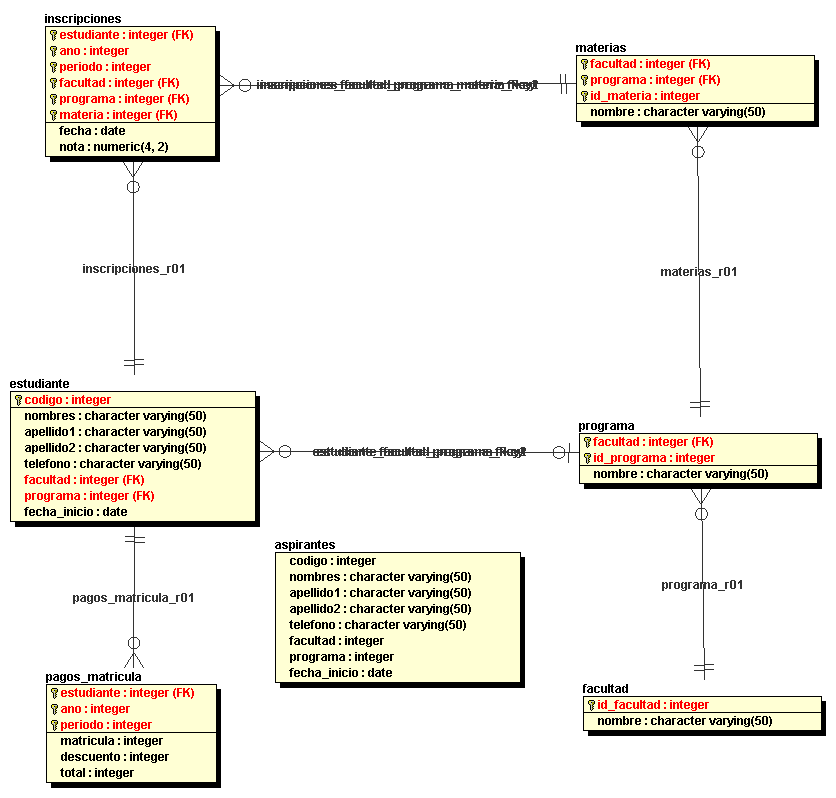 inscripciones
estudiante : integer (FK)
ano : integer
periodo : integer
facultad : integer (FK)
programa : integer (FK)
materia : integer (FK)
fecha : date
nota : numeric(4, 2)
materias
facultad : integer (FK)
programa : integer (FK)
id_materia : integer
nombre : character varying(50)
inscripciones_r01
materias_r01
estudiante
codigo : integer
nombres : character varying(50)
apellido1 : character varying(50)
apellido2 : character varying(50)
telefono : character varying(50)
facultad : integer (FK)
programa : integer (FK)
fecha_inicio : date
programa
facultad : integer (FK)
id_programa : integer
nombre : character varying(50)
aspirantes
codigo : integer
nombres : character varying(50)
apellido1 : character varying(50)
apellido2 : character varying(50)
telefono : character varying(50)
facultad : integer
programa : integer
fecha_inicio : date
pagos_matricula_r01
programa_r01
pagos_matricula
estudiante : integer (FK)
ano : integer
periodo : integer
matricula : integer
descuento : integer
total : integer
facultad
id_facultad : integer
nombre : character varying(50)